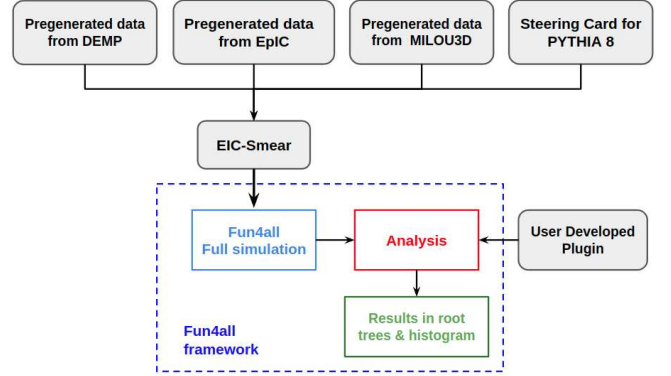 Pregenerated data
from DEMP
Pregenerated data
from EpIC
Pregenerated data
from MILOU3D
Steering Card for
PYTHIA 8
EIC-Smear
Fun4all
Full simulation
Analysis
User Developed
Plugin
Results in root
trees & histogram
Fun4all
framework